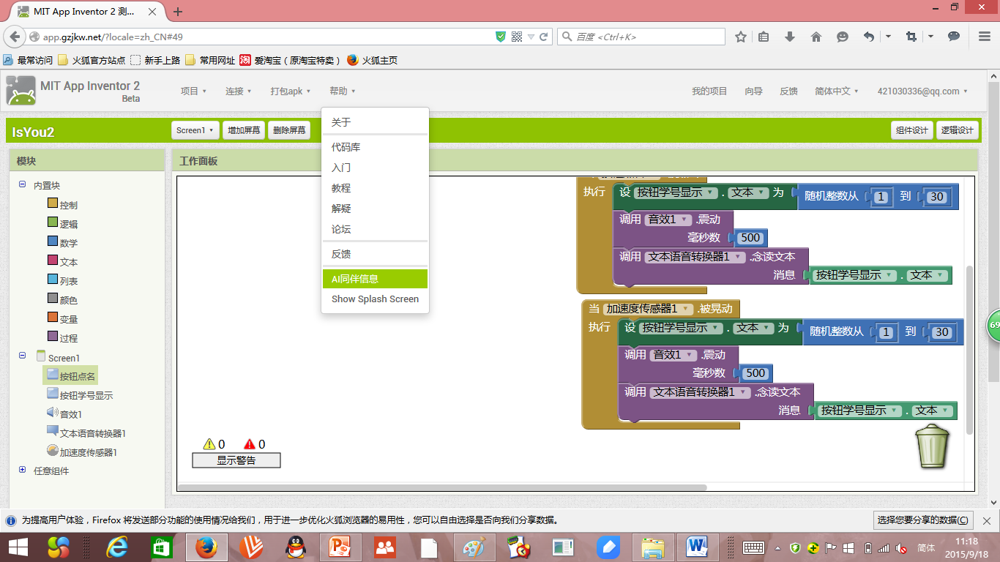 MIT App Inventor 2 测...
app.gzjkw.net/?locale=zh_CN#49
百度 <Ctrl+K>
最常访问 火狐官方站点 新手上路 常用网址 淘 爱淘宝（原淘宝特卖） 火狐主页
MIT App Inventor 2
Beta
项目 连接 打包apk 帮助
我的项目 向导 反馈 简体中文 421030336@qq.com
IsYou2
Screen1 增加屏幕 删除屏幕
组件设计 逻辑设计
关于
代码库
入门
教程
解疑
论坛
反馈
AI同伴信息
Show Splash Screen
模块
内置块
控制
逻辑
数学
文本
列表
颜色
变量
过程
Screen1
按钮点名
按钮学号显示
音效1
文本语音转换器1
加速度传感器1
任意组件
工作面板
执行 设 按钮学号显示 . 文本 为 随机整数从 1 到 30
调用 音效1 .震动
毫秒数 500
调用 文本语音转换器1 .念读文本
消息 按钮学号显示 . 文本
当 加速度传感器1 .被晃动
执行 设 按钮学号显示 . 文本 为 随机整数从 1 到 30
调用 音效1 .震动
毫秒数 500
调用 文本语音转换器1 .念读文本
消息 按钮学号显示 . 文本
0 0
显示警告
69
为提高用户体验，Firefox 将发送部分功能的使用情况给我们，用于进一步优化火狐浏览器的易用性，您可以自由选择是否向我们分享数据。
选择您要分享的数据(C)
简体
11:18
2015/9/18